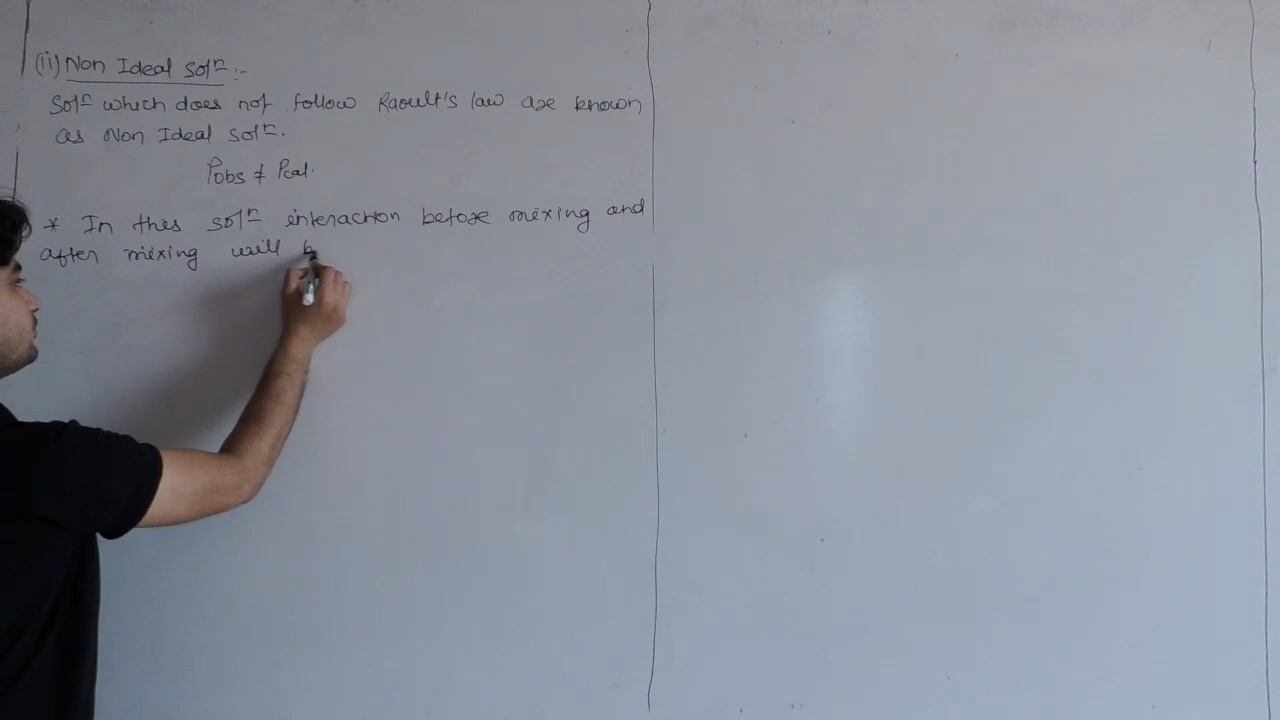 (ii) Non Ideal Solⁿ :-
Solⁿ which does not follow Raoult's law are known
as Non Ideal Solⁿ.
Pobs ≠ Pcal.
* In this solⁿ interaction before mixing and
after mixing will b